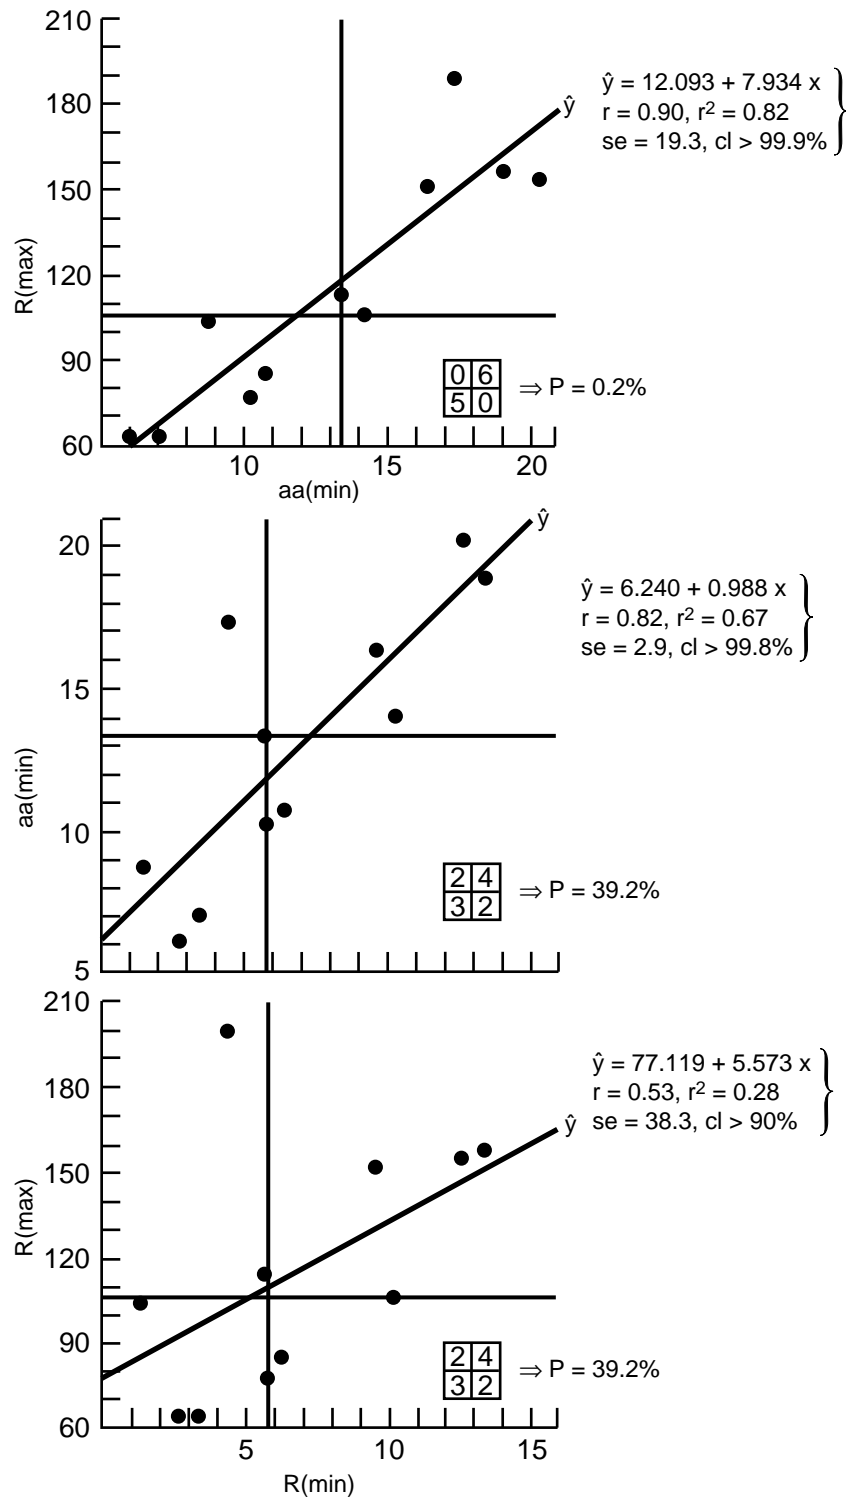 210
180
150
120
90
60
R(max)
ŷ
ŷ = 12.093 + 7.934 x
r = 0.90, r² = 0.82
se = 19.3, cl > 99.9%
0 6
5 0
⇒ P = 0.2%
10 15 20
aa(min)
20
15
10
5
aa(min)
ŷ
ŷ = 6.240 + 0.988 x
r = 0.82, r² = 0.67
se = 2.9, cl > 99.8%
2 4
3 2
⇒ P = 39.2%
210
180
150
120
90
60
R(max)
ŷ
ŷ = 77.119 + 5.573 x
r = 0.53, r² = 0.28
se = 38.3, cl > 90%
2 4
3 2
⇒ P = 39.2%
5 10 15
R(min)